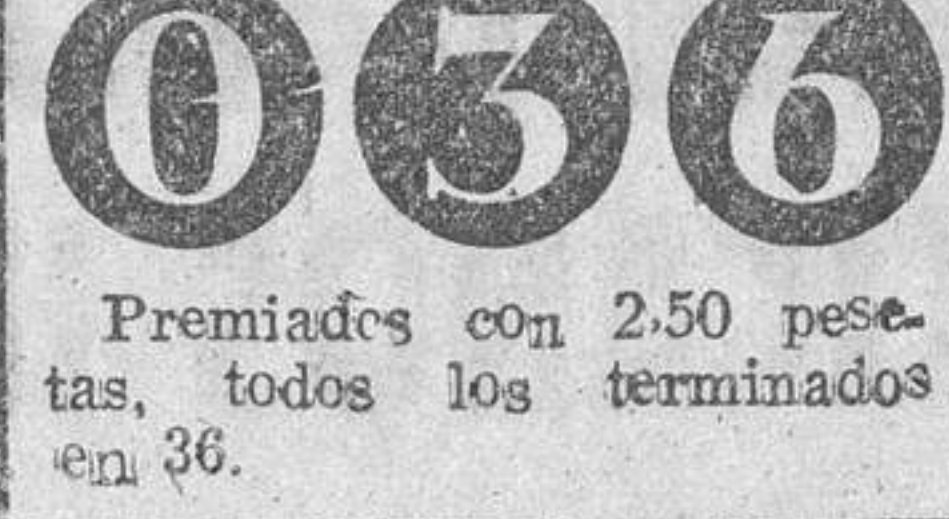 036
Premiados con 2,50 pese-
tas, todos los terminados
en 36.